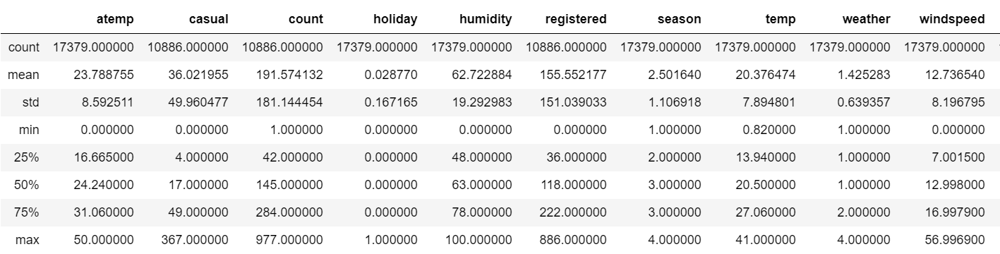 atemp casual count holiday humidity registered season temp weather windspeed
count 17379.000000 10886.000000 10886.000000 17379.000000 17379.000000 10886.000000 17379.000000 17379.000000 17379.000000 17379.000000
mean 23.788755 36.021955 191.574132 0.028770 62.722884 155.552177 2.501640 20.376474 1.425283 12.736540
std 8.592511 49.960477 181.144454 0.167165 19.292983 151.039033 1.106918 7.894801 0.639357 8.196795
min 0.000000 0.000000 1.000000 0.000000 0.000000 0.000000 1.000000 0.820000 1.000000 0.000000
25% 16.665000 4.000000 42.000000 0.000000 48.000000 36.000000 2.000000 13.940000 1.000000 7.001500
50% 24.240000 17.000000 145.000000 0.000000 63.000000 118.000000 3.000000 20.500000 1.000000 12.998000
75% 31.060000 49.000000 284.000000 0.000000 78.000000 222.000000 3.000000 27.060000 2.000000 16.997900
max 50.000000 367.000000 977.000000 1.000000 100.000000 886.000000 4.000000 41.000000 4.000000 56.996900